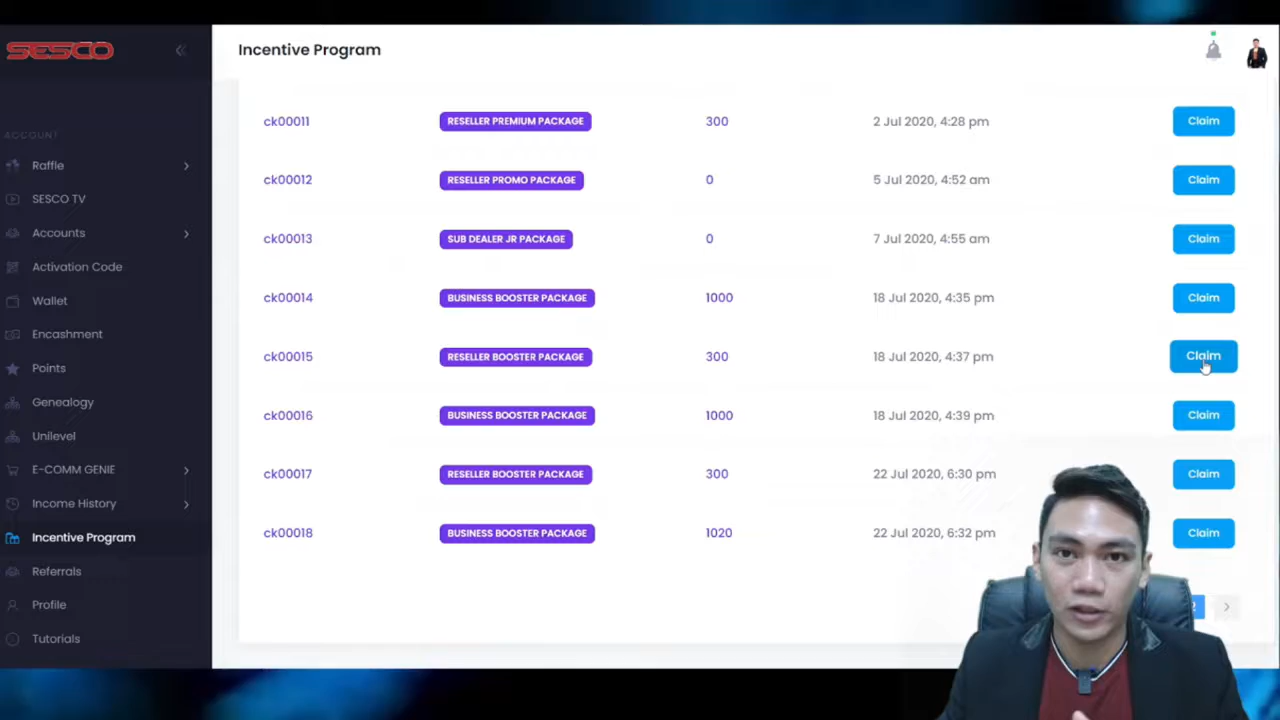 SESCO
Incentive Program
ACCOUNT
Raffle
SESCO TV
Accounts
Activation Code
Wallet
Encashment
Points
Genealogy
Unilevel
E-COMM GENIE
Income History
Incentive Program
Referrals
Profile
Tutorials
ck00011 RESELLER PREMIUM PACKAGE 300 2 Jul 2020, 4:28 pm Claim
ck00012 RESELLER PROMO PACKAGE 0 5 Jul 2020, 4:52 am Claim
ck00013 SUB DEALER JR PACKAGE 0 7 Jul 2020, 4:55 am Claim
ck00014 BUSINESS BOOSTER PACKAGE 1000 18 Jul 2020, 4:35 pm Claim
ck00015 RESELLER BOOSTER PACKAGE 300 18 Jul 2020, 4:37 pm Claim
ck00016 BUSINESS BOOSTER PACKAGE 1000 18 Jul 2020, 4:39 pm Claim
ck00017 RESELLER BOOSTER PACKAGE 300 22 Jul 2020, 6:30 pm Claim
ck00018 BUSINESS BOOSTER PACKAGE 1020 22 Jul 2020, 6:32 pm Claim